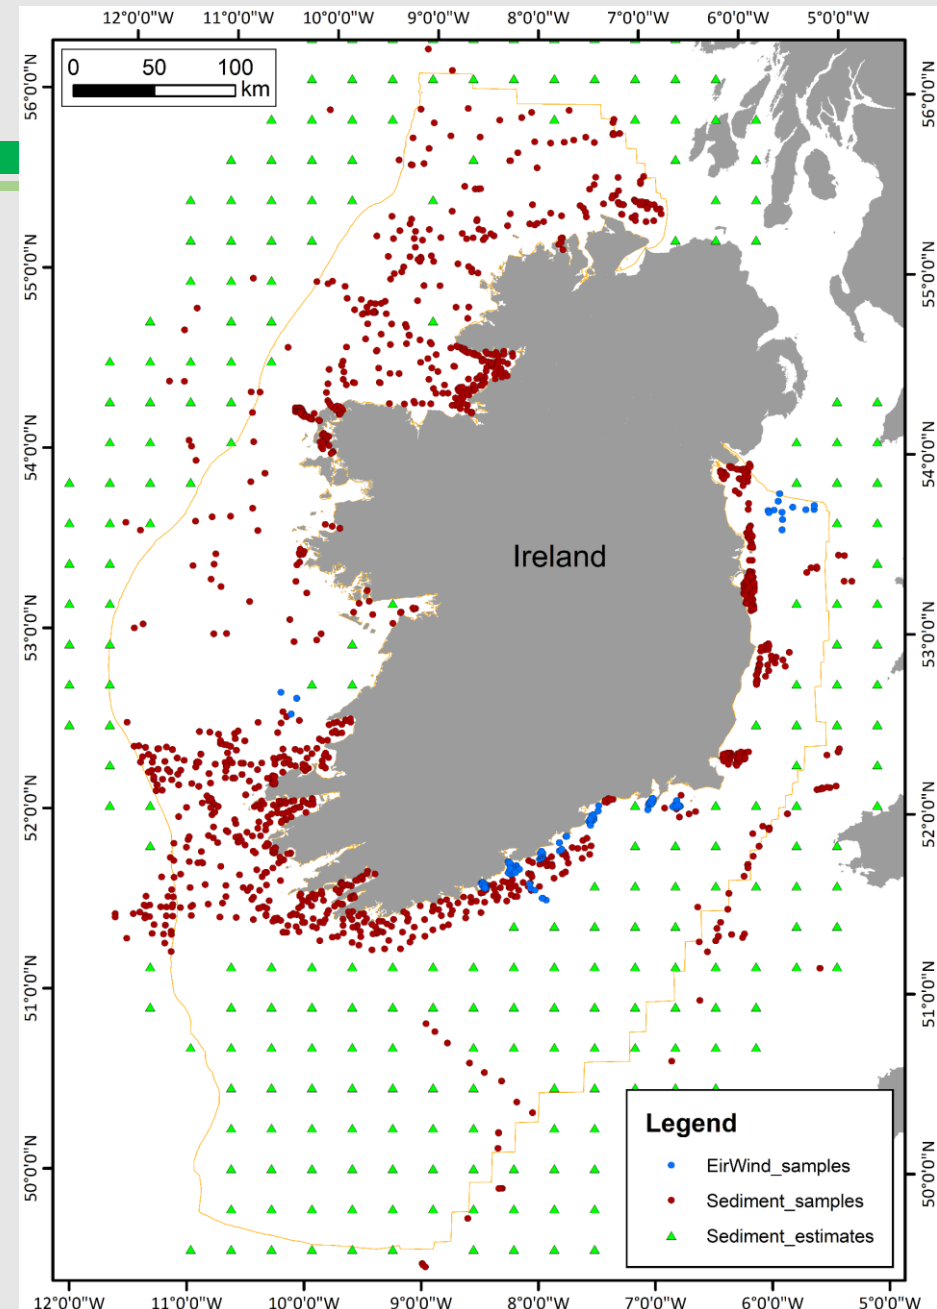 12°0'0"W 11°0'0"W 10°0'0"W 9°0'0"W 8°0'0"W 7°0'0"W 6°0'0"W 5°0'0"W
0 50 100
km
56°0'0"N 56°0'0"N
55°0'0"N 55°0'0"N
54°0'0"N 54°0'0"N
Ireland
53°0'0"N 53°0'0"N
52°0'0"N 52°0'0"N
51°0'0"N 51°0'0"N
50°0'0"N 50°0'0"N
Legend
EirWind_samples
Sediment_samples
Sediment_estimates
12°0'0"W 11°0'0"W 10°0'0"W 9°0'0"W 8°0'0"W 7°0'0"W 6°0'0"W 5°0'0"W